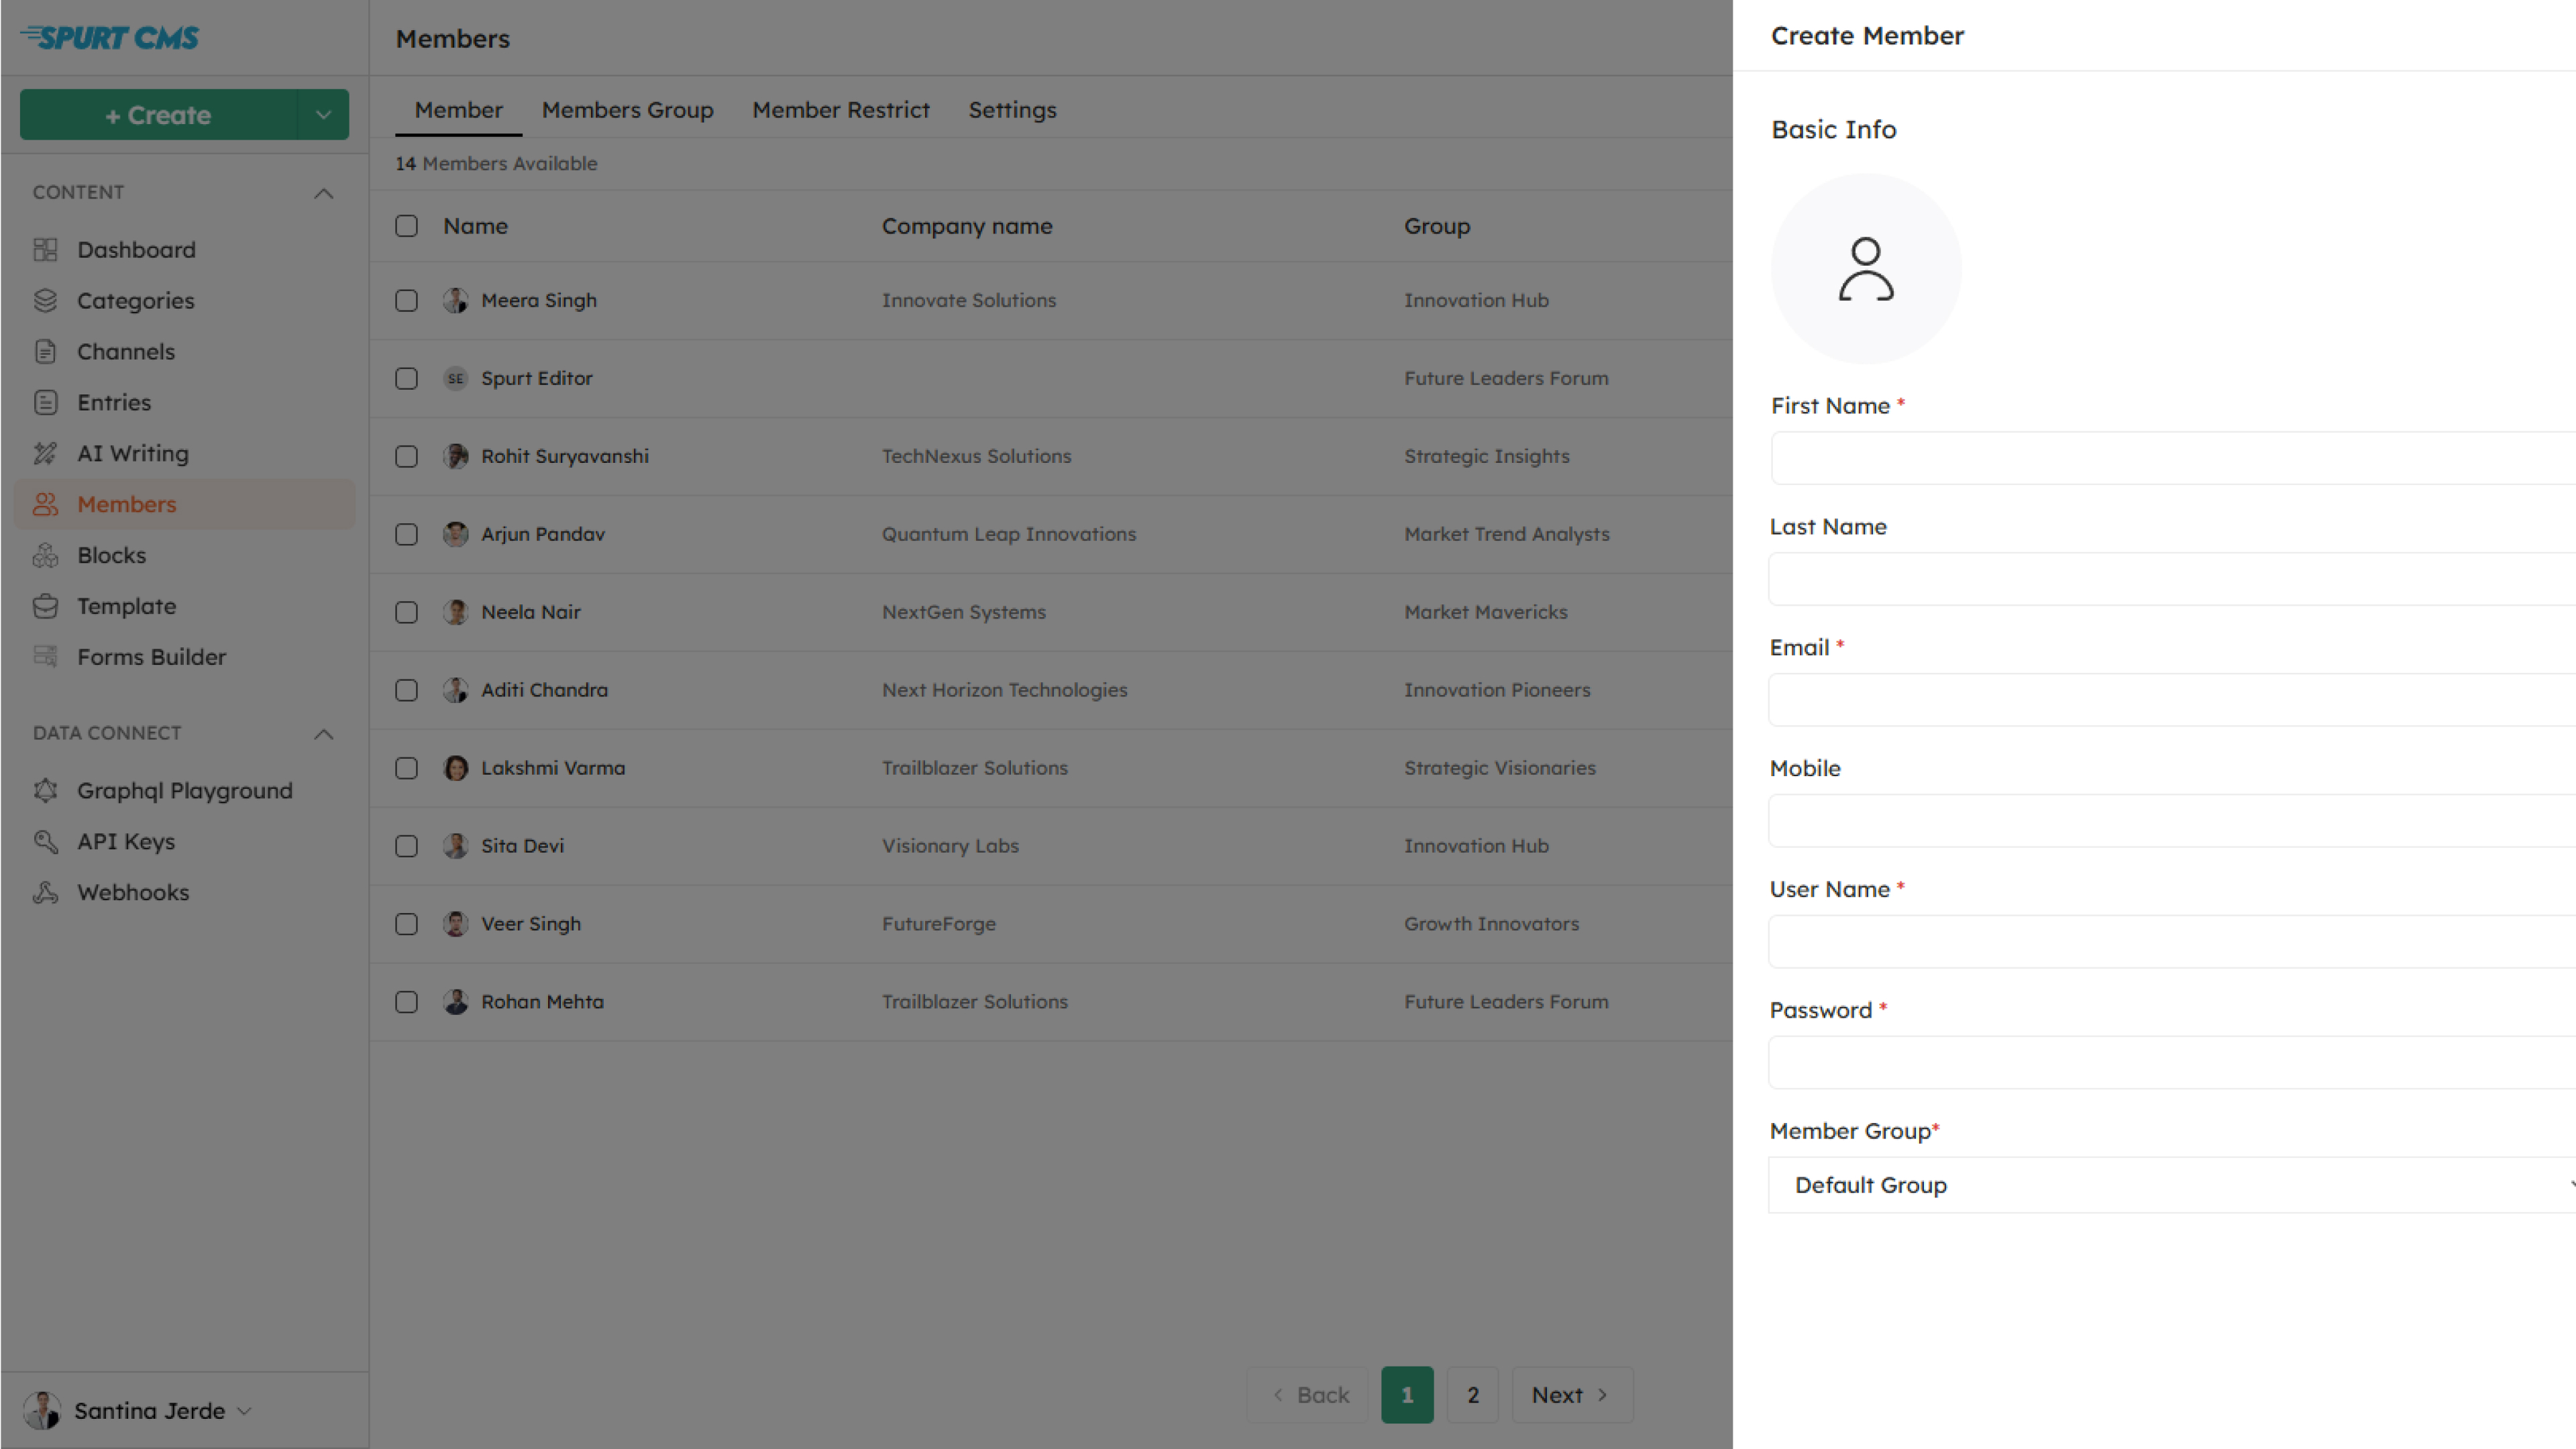 SPURT CMS
+ Create
CONTENT
Dashboard
Categories
Channels
Entries
AI Writing
Members
Blocks
Template
Forms Builder
DATA CONNECT
Graphql Playground
API Keys
Webhooks
Santina Jerde
Members
Member Members Group Member Restrict Settings
14 Members Available
Name Company name Group
Meera Singh Innovate Solutions Innovation Hub
SE Spurt Editor Future Leaders Forum
Rohit Suryavanshi TechNexus Solutions Strategic Insights
Arjun Pandav Quantum Leap Innovations Market Trend Analysts
Neela Nair NextGen Systems Market Mavericks
Aditi Chandra Next Horizon Technologies Innovation Pioneers
Lakshmi Varma Trailblazer Solutions Strategic Visionaries
Sita Devi Visionary Labs Innovation Hub
Veer Singh FutureForge Growth Innovators
Rohan Mehta Trailblazer Solutions Future Leaders Forum
< Back 1 2 Next >
Create Member
Basic Info
First Name *
Last Name
Email *
Mobile
User Name *
Password *
Member Group*
Default Group